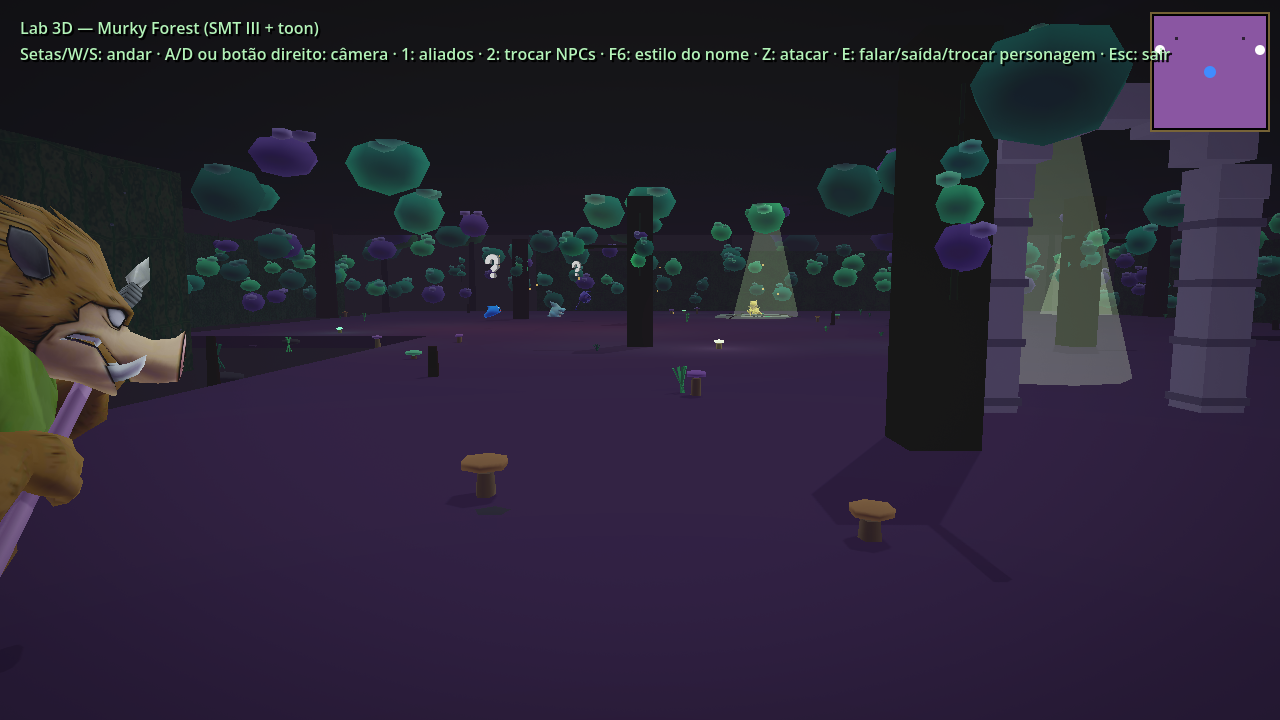 Lab 3D — Murky Forest (SMT III + toon)
Setas/W/S: andar · A/D ou botão direito: câmera · 1: aliados · 2: trocar NPCs · F6: estilo do nome · Z: atacar · E: falar/saída/trocar personagem · Esc: sair
?
?